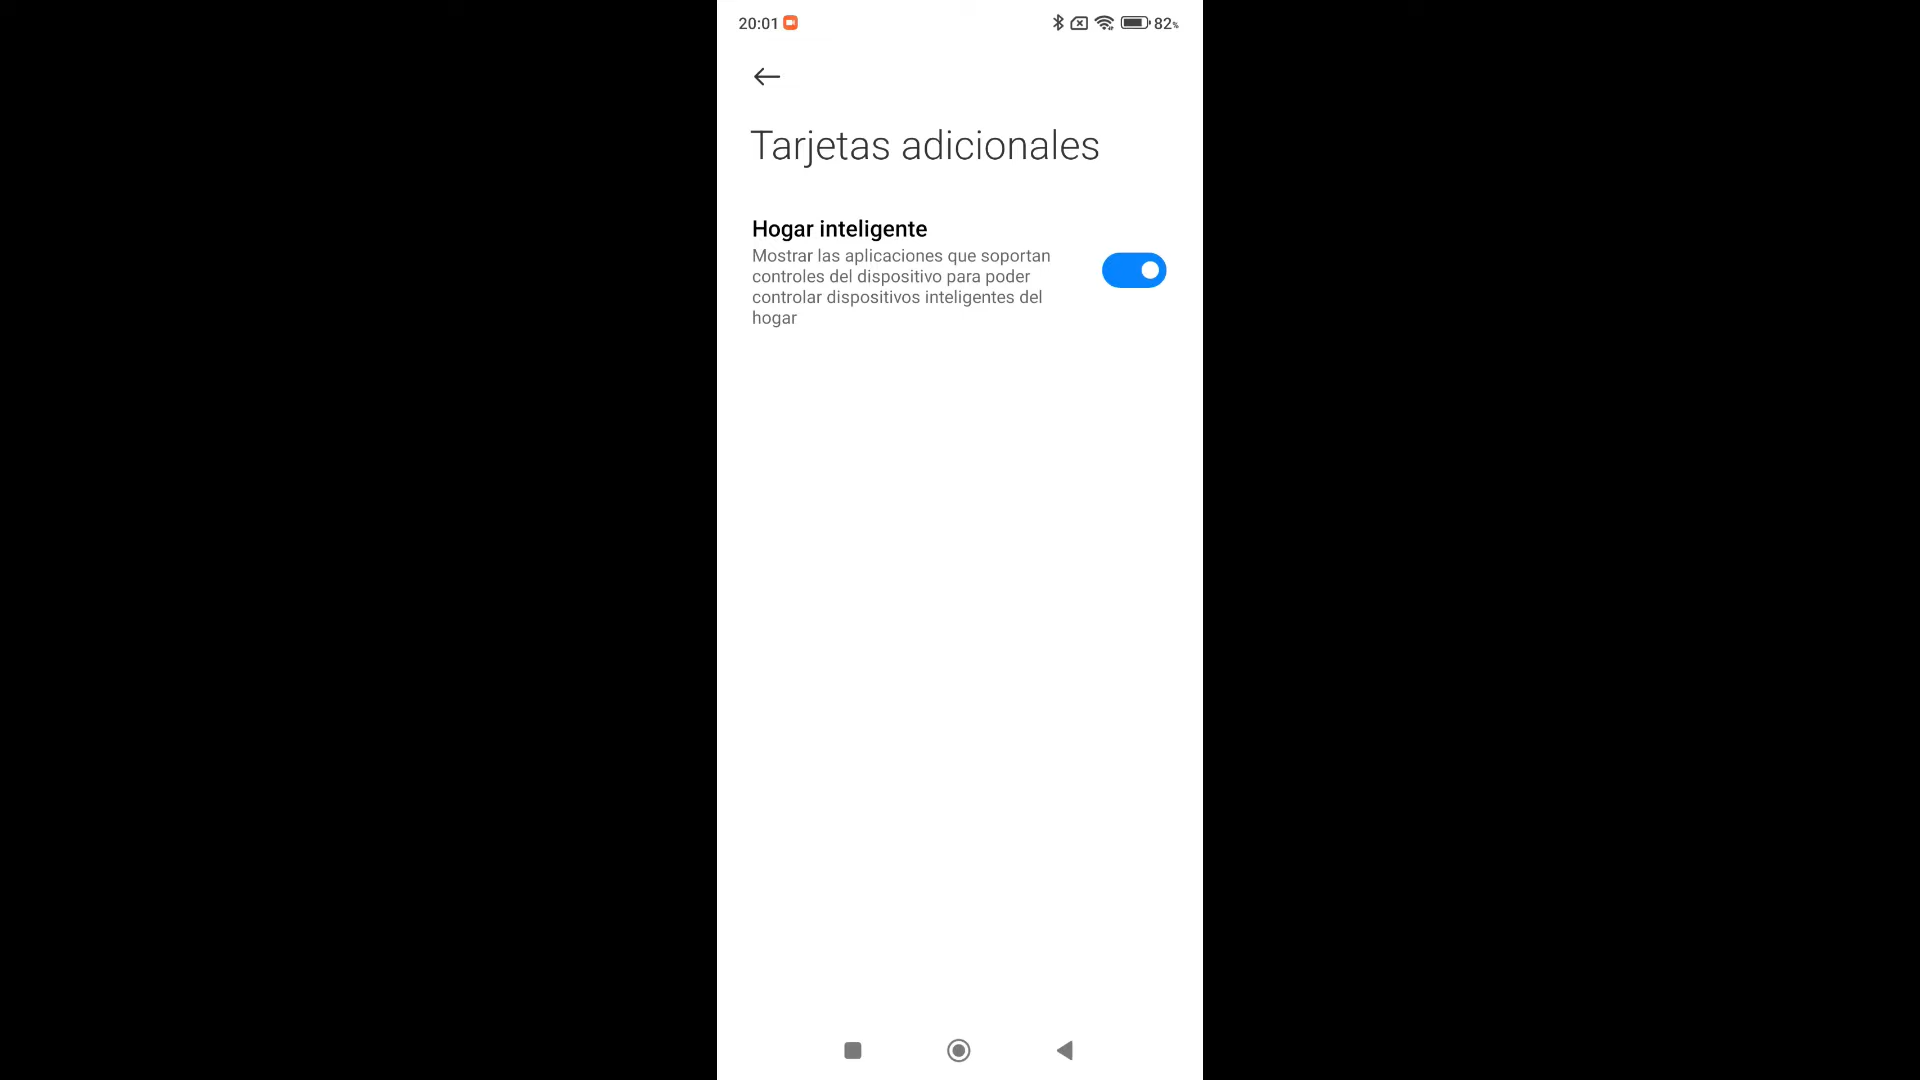 20:01
82%
Tarjetas adicionales
Hogar inteligente
Mostrar las aplicaciones que soportan
controles del dispositivo para poder
controlar dispositivos inteligentes del
hogar